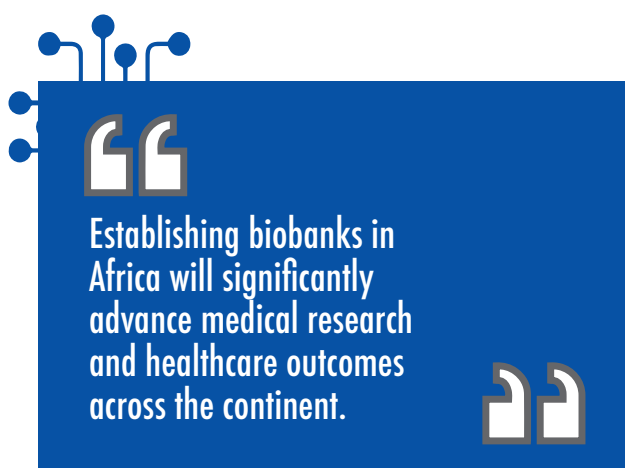 Establishing biobanks in
Africa will significantly
advance medical research
and healthcare outcomes
across the continent.